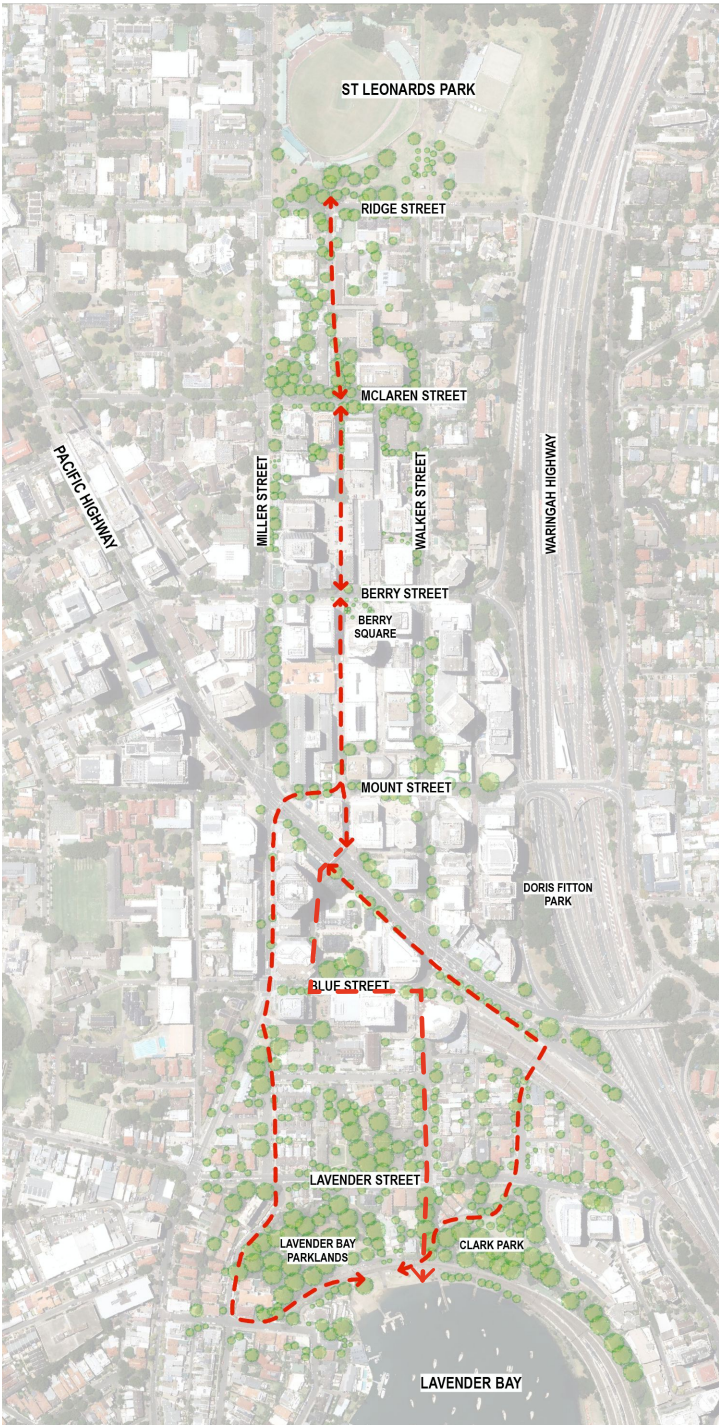 ST LEONARDS PARK
RIDGE STREET
MCLAREN STREET
PACIFIC HIGHWAY
MILLER STREET
WALKER STREET
WARINGAH HIGHWAY
BERRY STREET
BERRY
SQUARE
MOUNT STREET
DORIS FITTON
PARK
BLUE STREET
LAVENDER STREET
LAVENDER BAY
PARKLANDS
CLARK PARK
LAVENDER BAY